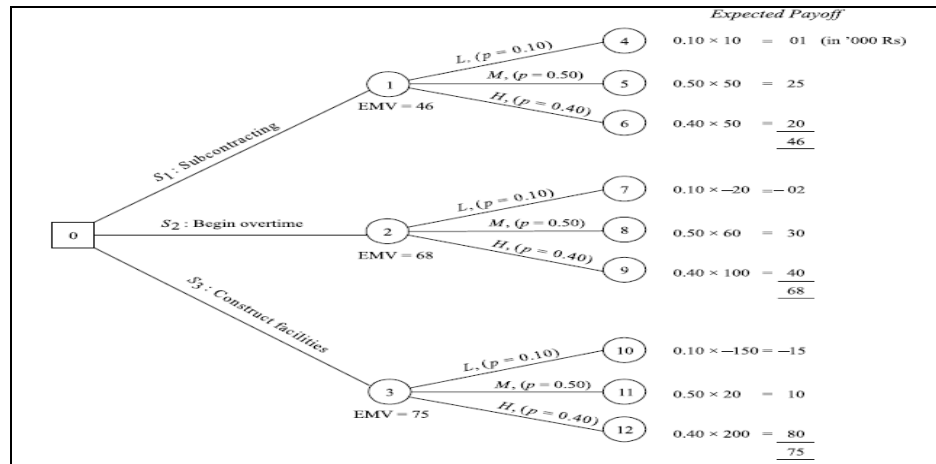 Expected Payoff
L, (p = 0.10) 4 0.10 × 10 = 01 (in ’000 Rs)
1 M, (p = 0.50) 5 0.50 × 50 = 25
EMV = 46 H, (p = 0.40) 6 0.40 × 50 = 20
46
S1 : Subcontracting
L, (p = 0.10) 7 0.10 × −20 =− 02
0 S2 : Begin overtime 2 M, (p = 0.50) 8 0.50 × 60 = 30
EMV = 68 H, (p = 0.40) 9 0.40 × 100 = 40
68
S3 : Construct facilities
L, (p = 0.10) 10 0.10 × −150 = −15
3 M, (p = 0.50) 11 0.50 × 20 = 10
EMV = 75 H, (p = 0.40) 12 0.40 × 200 = 80
75